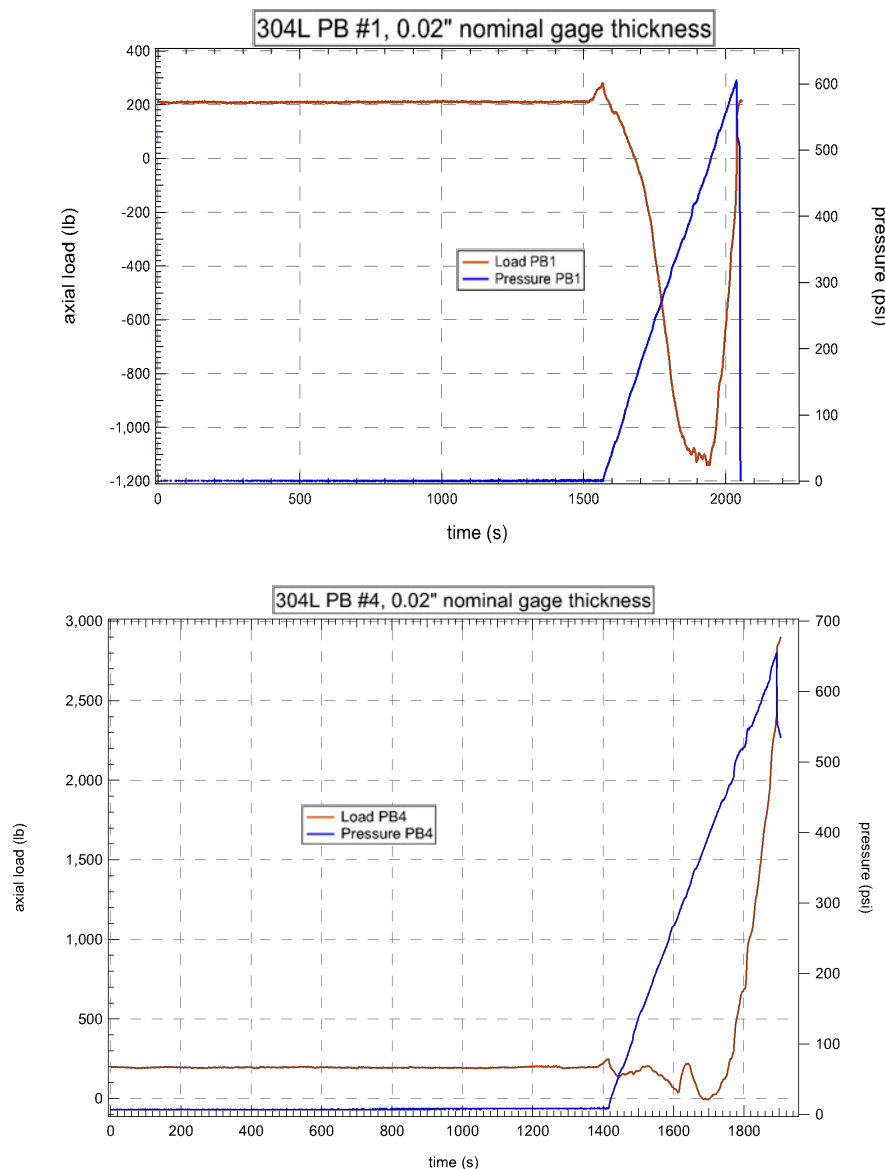 304L PB #1, 0.02" nominal gage thickness
400
200
0
-200
-400
-600
-800
-1,000
-1,200
axial load (lb)
600
500
400
300
200
100
0
pressure (psi)
Load PB1
Pressure PB1
0 500 1000 1500 2000
time (s)
304L PB #4, 0.02" nominal gage thickness
3,000
2,500
2,000
1,500
1,000
500
0
axial load (lb)
700
600
500
400
300
200
100
0
pressure (psi)
Load PB4
Pressure PB4
0 200 400 600 800 1000 1200 1400 1600 1800
time (s)